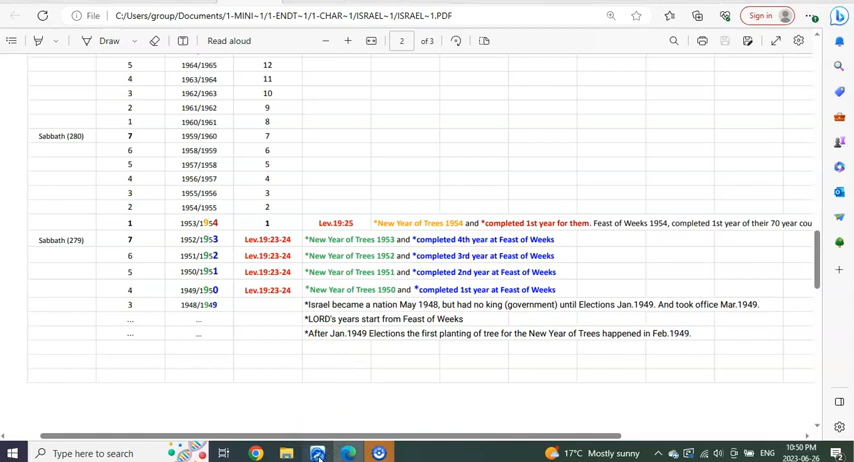 File C:/Users/group/Documents/1-MINI~1/1-ENDT~1/1-CHAR~1/ISRAEL~1/ISRAEL~1.PDF Sign in
Draw Read aloud 2 of 3
5 1964/1965 12
4 1963/1964 11
3 1962/1963 10
2 1961/1962 9
1 1960/1961 8
Sabbath (280) 7 1959/1960 7
6 1958/1959 6
5 1957/1958 5
4 1956/1957 4
3 1955/1956 3
2 1954/1955 2
1 1953/1954 1 Lev.19:25 *New Year of Trees 1954 and *completed 1st year for them. Feast of Weeks 1954, completed 1st year of their 70 year cou
Sabbath (279) 7 1952/1953 Lev.19:23-24 *New Year of Trees 1953 and *completed 4th year at Feast of Weeks
6 1951/1952 Lev.19:23-24 *New Year of Trees 1952 and *completed 3rd year at Feast of Weeks
5 1950/1951 Lev.19:23-24 *New Year of Trees 1951 and *completed 2nd year at Feast of Weeks
4 1949/1950 Lev.19:23-24 *New Year of Trees 1950 and *completed 1st year at Feast of Weeks
3 1948/1949 *Israel became a nation May 1948, but had no king (government) until Elections Jan.1949. And took office Mar.1949.
... ... *LORD's years start from Feast of Weeks
... ... *After Jan.1949 Elections the first planting of tree for the New Year of Trees happened in Feb.1949.
Type here to search 17°C Mostly sunny ENG 10:50 PM
2023-06-26
2